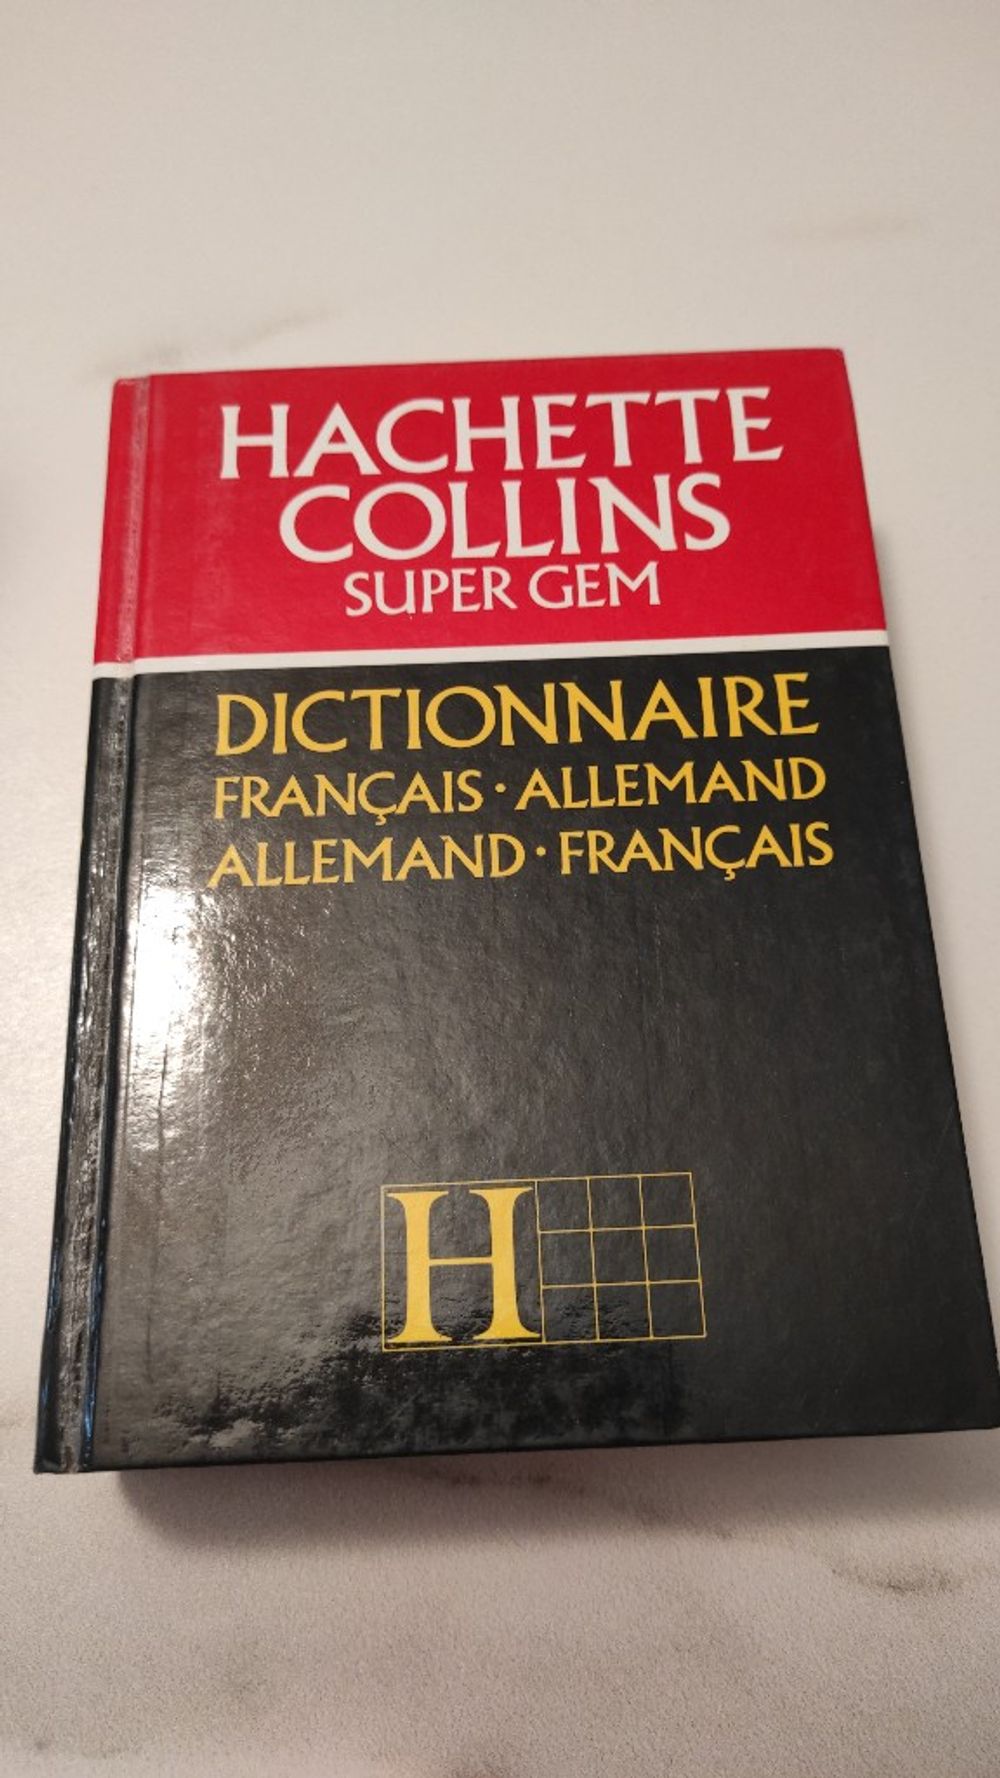 HACHETTE
COLLINS
SUPER GEM
DICTIONNAIRE
FRANÇAIS · ALLEMAND
ALLEMAND · FRANÇAIS
H